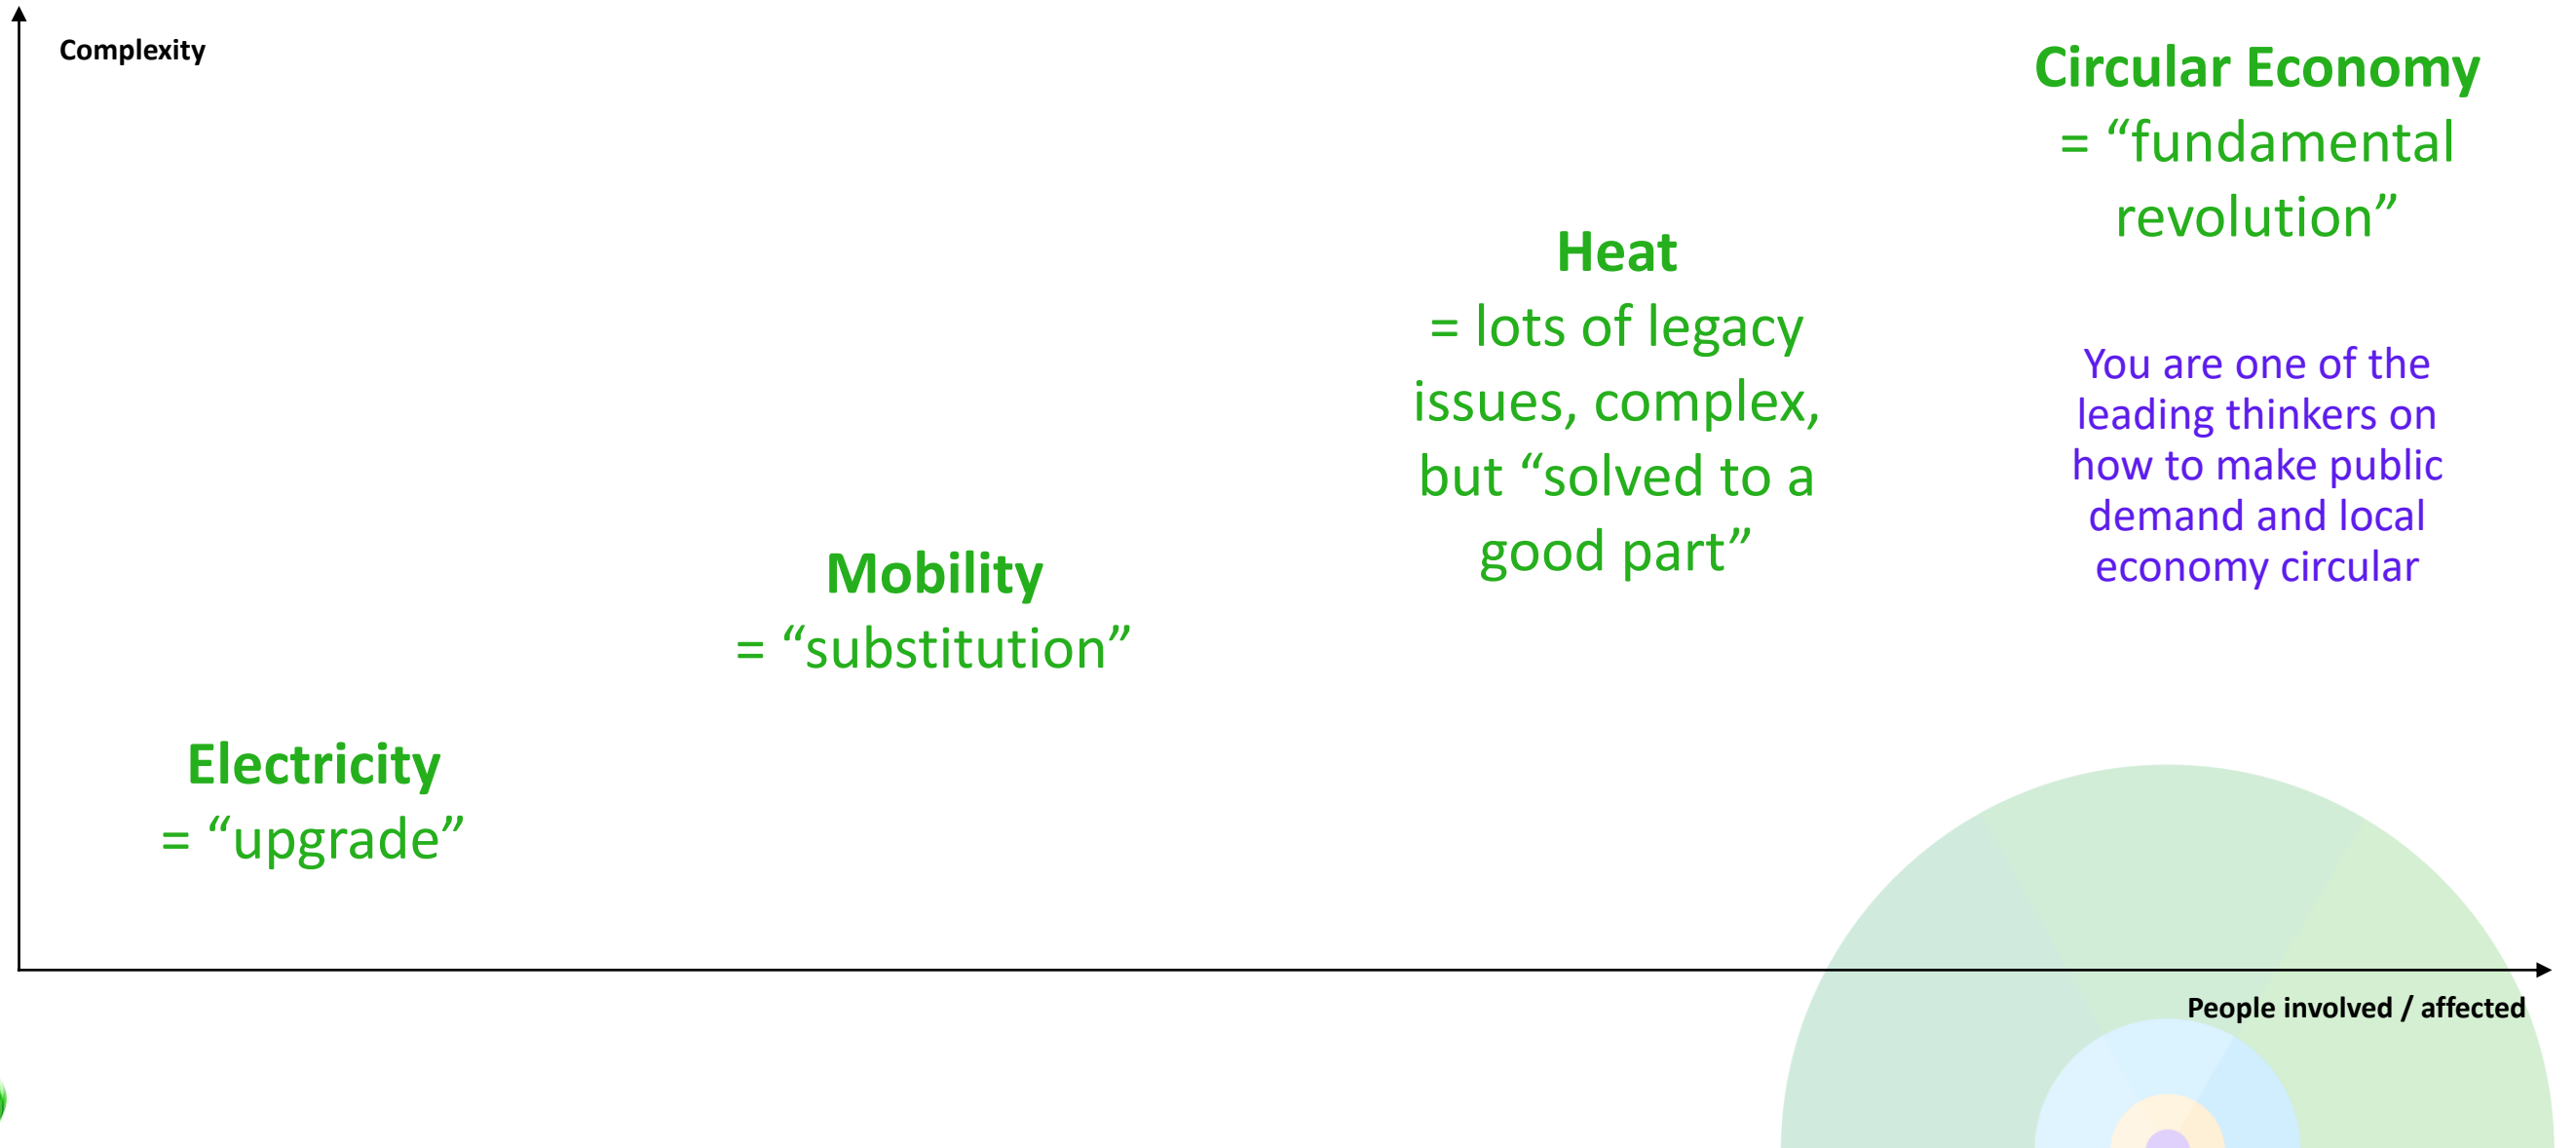 Complexity
Circular Economy
= “fundamental
revolution”
Heat
= lots of legacy
issues, complex,
but “solved to a
good part”
You are one of the
leading thinkers on
how to make public
demand and local
economy circular
Mobility
= “substitution”
Electricity
= “upgrade”
People involved / affected